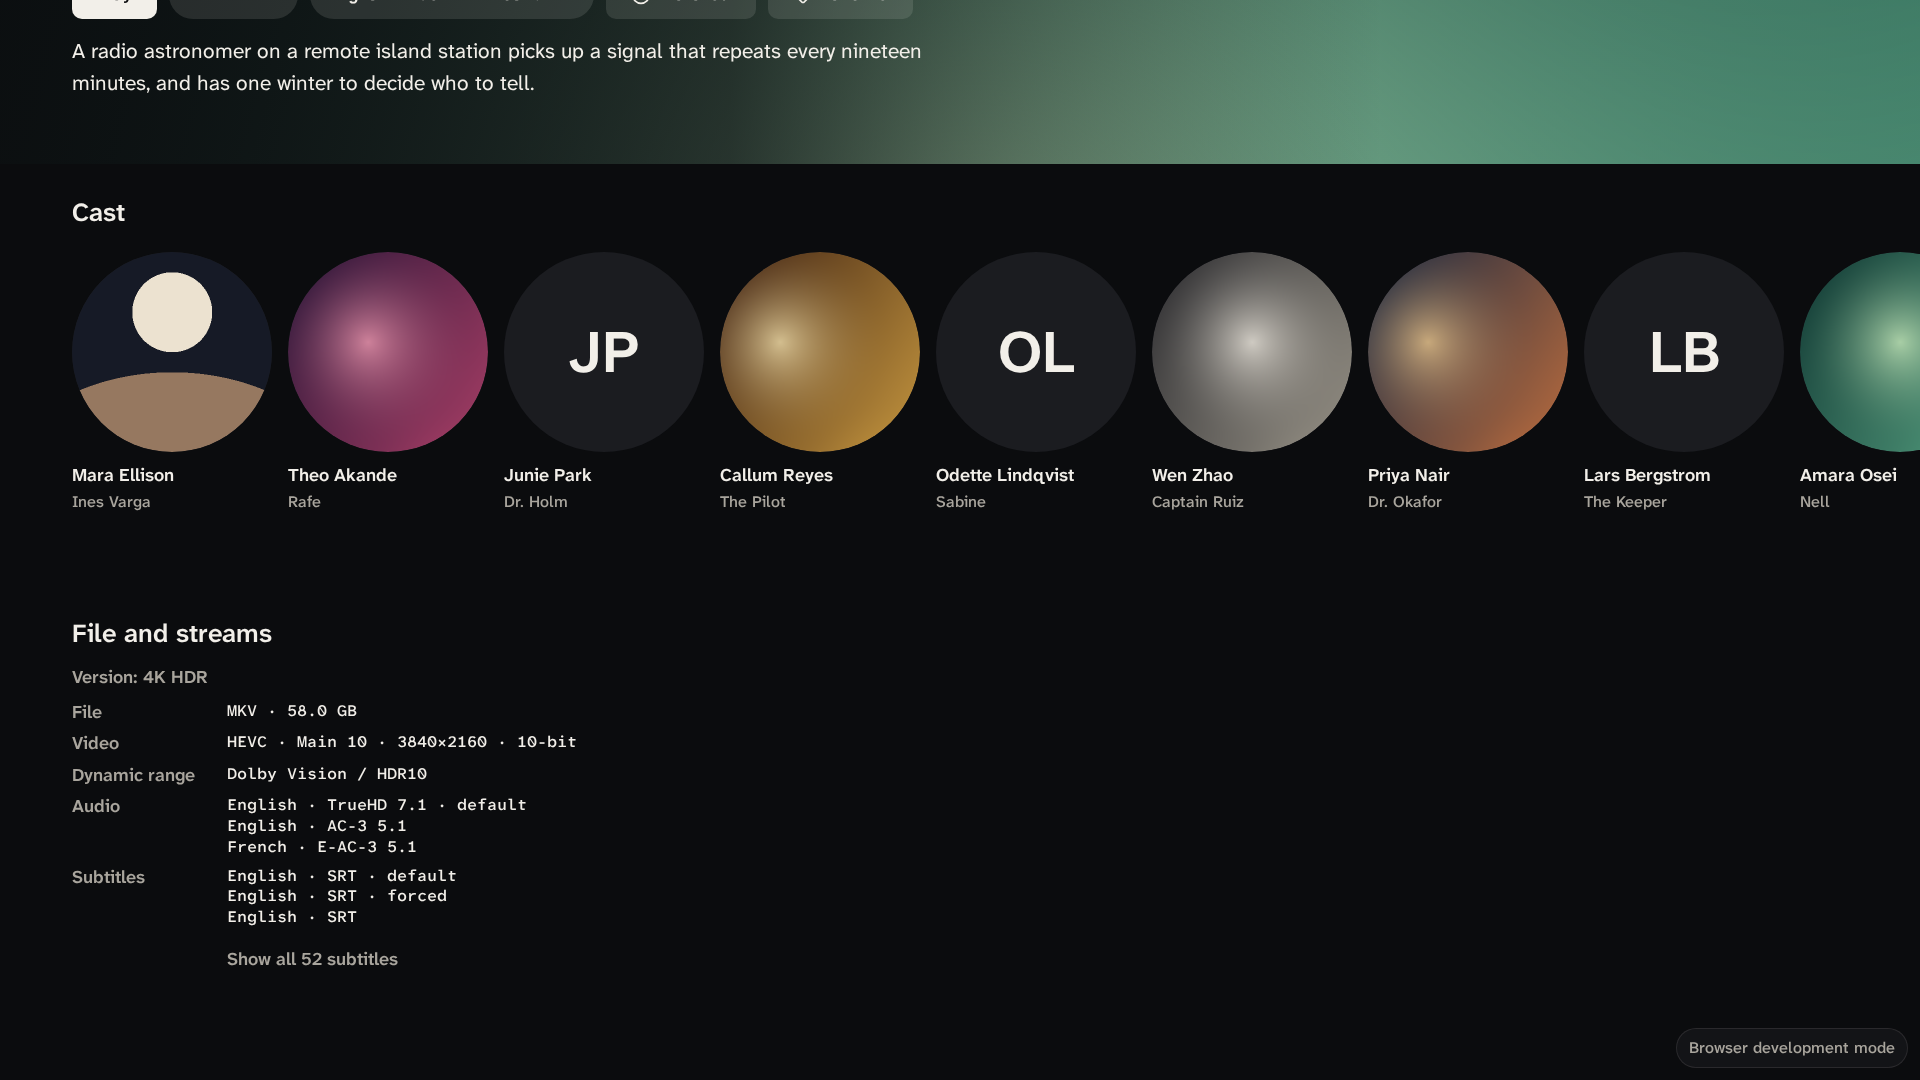 A radio astronomer on a remote island station picks up a signal that repeats every nineteen
minutes, and has one winter to decide who to tell.
Cast
JP
OL
LB
Mara Ellison
Theo Akande
Junie Park
Callum Reyes
Odette Lindqvist
Wen Zhao
Priya Nair
Lars Bergstrom
Amara Osei
Ines Varga
Rafe
Dr. Holm
The Pilot
Sabine
Captain Ruiz
Dr. Okafor
The Keeper
Nell
File and streams
Version: 4K HDR
File MKV · 58.0 GB
Video HEVC · Main 10 · 3840×2160 · 10-bit
Dynamic range Dolby Vision / HDR10
Audio English · TrueHD 7.1 · default
English · AC-3 5.1
French · E-AC-3 5.1
Subtitles English · SRT · default
English · SRT · forced
English · SRT
Show all 52 subtitles
Browser development mode